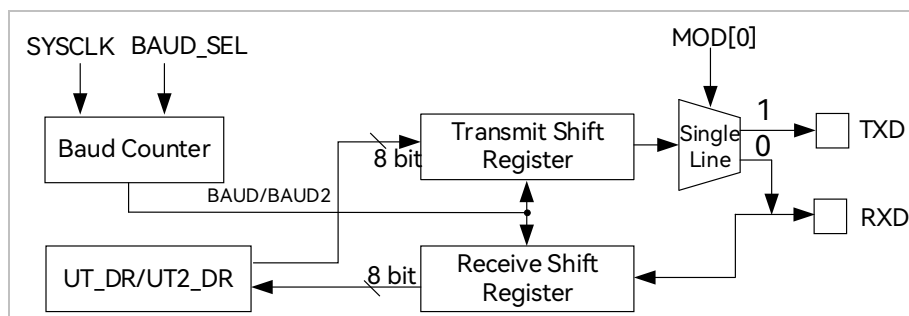 SYSCLK BAUD_SEL
MOD[0]
Baud Counter
Transmit Shift
Register
8 bit
Single
Line
1
0
TXD
BAUD/BAUD2
RXD
UT_DR/UT2_DR
8 bit
Receive Shift
Register